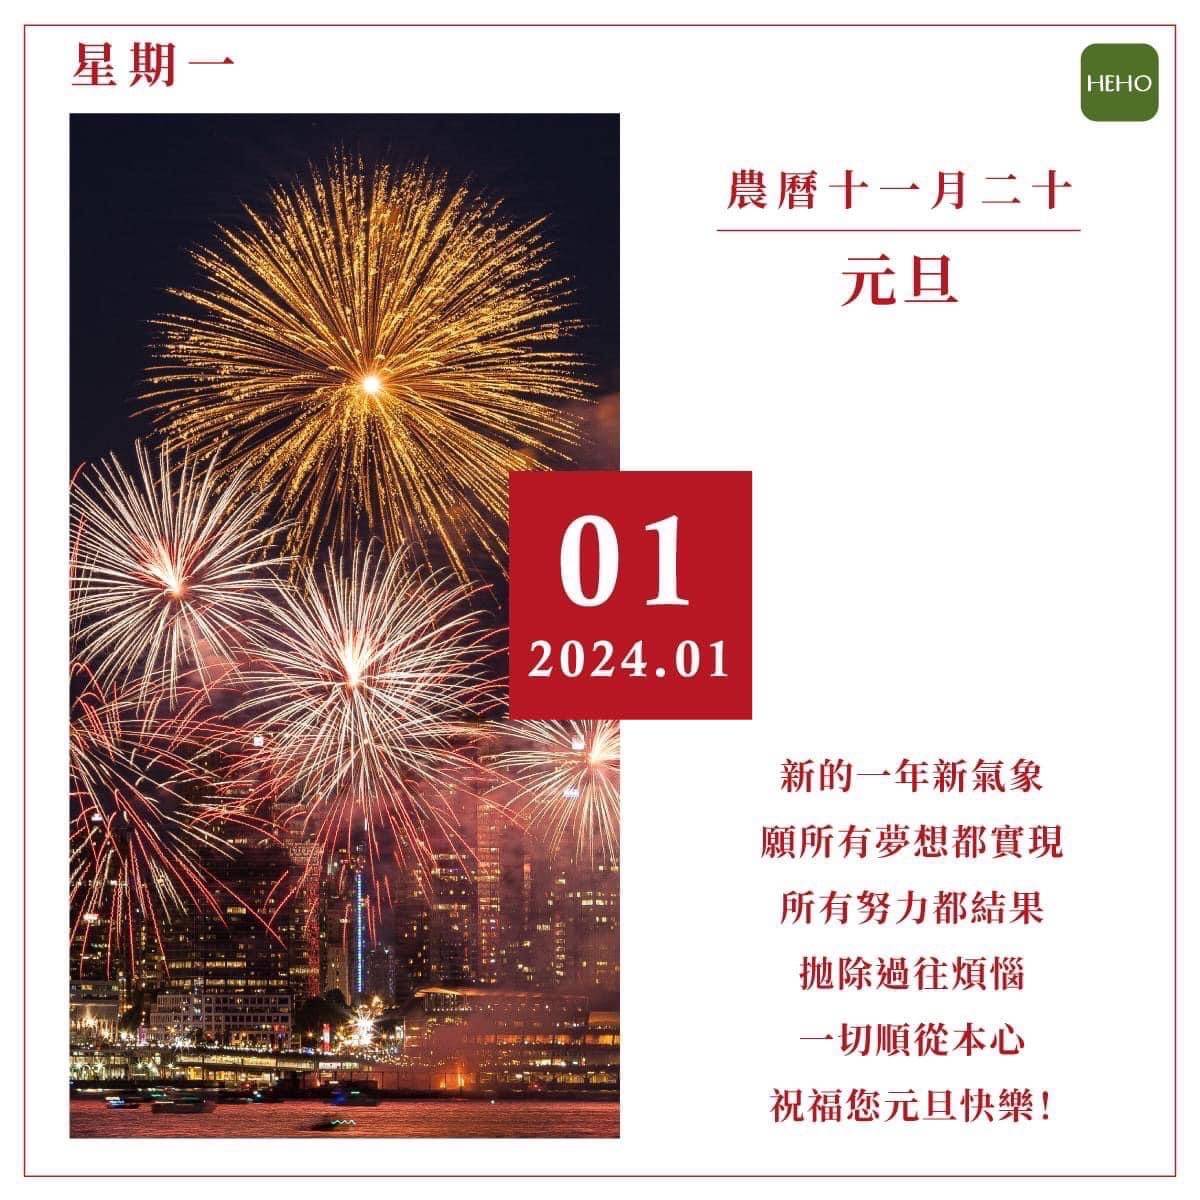 星期一
HEHO
農曆十一月二十
元旦
01
2024.01
新的一年新氣象
願所有夢想都實現
所有努力都結果
拋除過往煩惱
一切順從本心
祝福您元旦快樂!